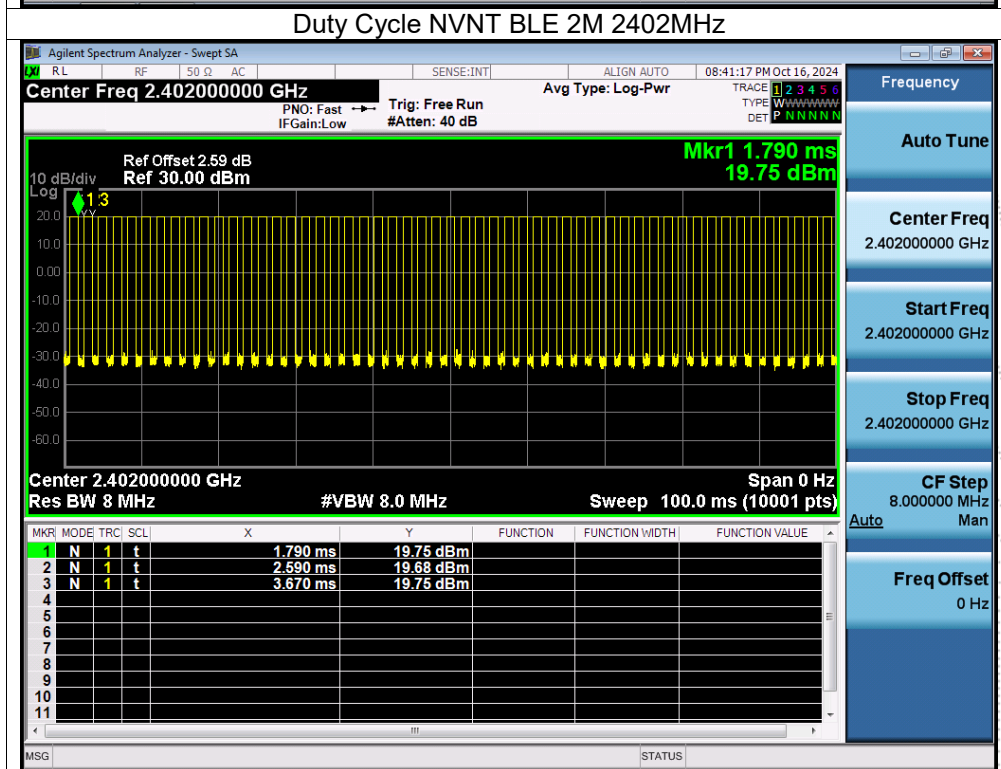 Duty Cycle NVNT BLE 2M 2402MHz
Agilent Spectrum Analyzer - Swept SA
LXI RL RF 50 Ω AC SENSE:INT ALIGN AUTO 08:41:17 PM Oct 16, 2024
Center Freq 2.402000000 GHz Avg Type: Log-Pwr TRACE 1 2 3 4 5 6
PNO: Fast Trig: Free Run TYPE WWWWWW
IFGain:Low #Atten: 40 dB DET P N N N N N
Frequency
Auto Tune
Center Freq
2.402000000 GHz
Start Freq
2.402000000 GHz
Stop Freq
2.402000000 GHz
CF Step
8.000000 MHz
Auto Man
Freq Offset
0 Hz
Mkr1 1.790 ms
19.75 dBm
Ref Offset 2.59 dB
10 dB/div Ref 30.00 dBm
Log
1 3
20.0
10.0
0.00
-10.0
-20.0
-30.0
-40.0
-50.0
-60.0
Center 2.402000000 GHz Span 0 Hz
Res BW 8 MHz #VBW 8.0 MHz Sweep 100.0 ms (10001 pts)
MKR MODE TRC SCL X Y FUNCTION FUNCTION WIDTH FUNCTION VALUE
1 N 1 t 1.790 ms 19.75 dBm
2 N 1 t 2.590 ms 19.68 dBm
3 N 1 t 3.670 ms 19.75 dBm
4
5
6
7
8
9
10
11
MSG STATUS